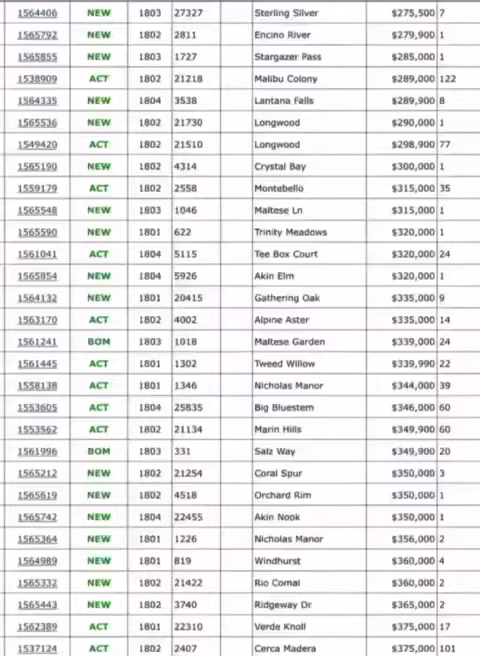 1564406 NEW 1803 27327 Sterling Silver $275,500 7
1565792 NEW 1802 2811 Encino River $279,900 1
1565855 NEW 1803 1727 Stargazer Pass $285,000 1
1538909 ACT 1802 21218 Malibu Colony $289,000 122
1564335 NEW 1804 3538 Lantana Falls $289,900 8
1565536 NEW 1802 21730 Longwood $290,000 1
1549420 ACT 1802 21510 Longwood $298,900 77
1565190 NEW 1802 4314 Crystal Bay $300,000 1
1559179 ACT 1802 2558 Montebello $315,000 35
1565548 NEW 1803 1046 Maltese Ln $315,000 1
1565590 NEW 1801 622 Trinity Meadows $320,000 1
1561041 ACT 1804 5115 Tee Box Court $320,000 24
1565854 NEW 1804 5926 Akin Elm $320,000 1
1564132 NEW 1801 20415 Gathering Oak $335,000 9
1563170 ACT 1802 4002 Alpine Aster $335,000 14
1561241 BOM 1803 1018 Maltese Garden $339,000 24
1561445 ACT 1801 1302 Tweed Willow $339,990 22
1558138 ACT 1801 1346 Nicholas Manor $344,000 39
1553605 ACT 1804 25835 Big Bluestem $346,000 60
1553562 ACT 1802 21134 Marin Hills $349,900 60
1561996 BOM 1803 331 Salz Way $349,900 20
1565212 NEW 1802 21254 Coral Spur $350,000 3
1565619 NEW 1802 4518 Orchard Rim $350,000 1
1565742 NEW 1804 22455 Akin Nook $350,000 1
1565364 NEW 1801 1226 Nicholas Manor $356,000 2
1564989 NEW 1801 819 Windhurst $360,000 4
1565332 NEW 1802 21422 Rio Comal $360,000 2
1565443 NEW 1802 3740 Ridgeway Dr $365,000 2
1562389 ACT 1801 22310 Verde Knoll $375,000 17
1537124 ACT 1802 2407 Cerca Madera $375,000 101